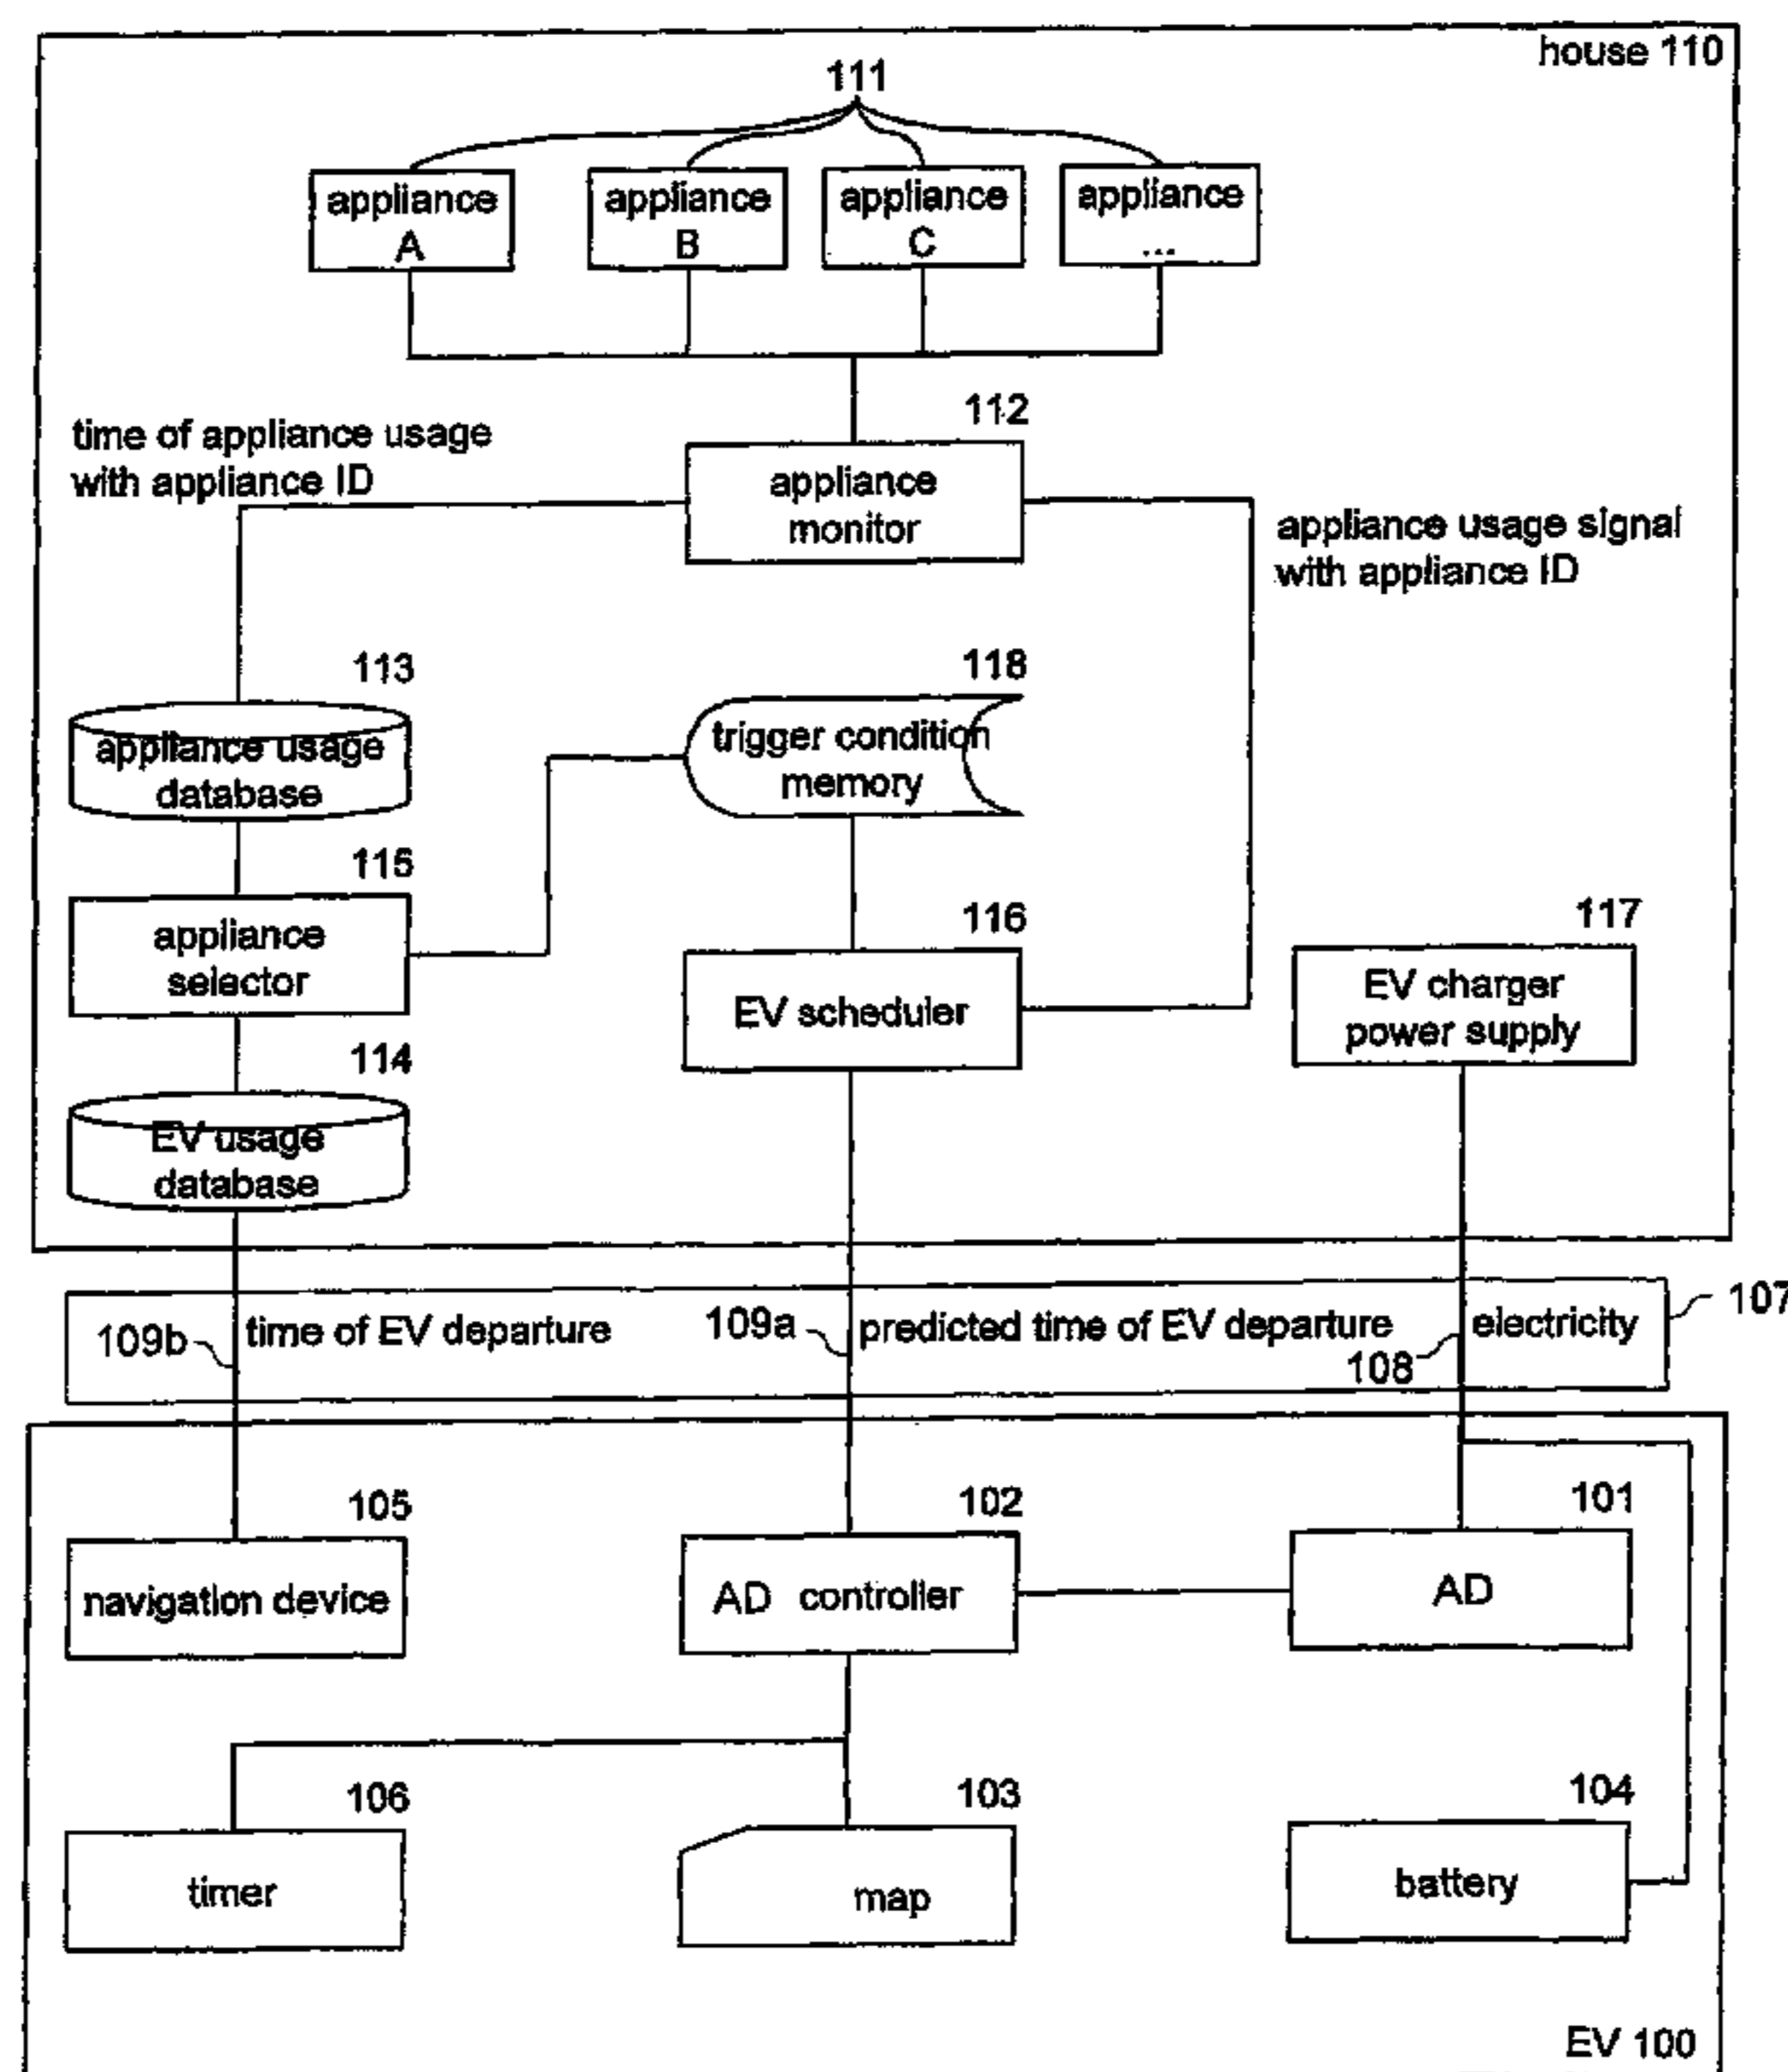 house 110
111
appliance
A
appliance
B
appliance
C
appliance
...
112
time of appliance usage
with appliance ID
appliance
monitor
appliance usage signal
with appliance ID
113
118
appliance usage
database
trigger condition
memory
115
116
117
appliance
selector
EV scheduler
EV charger
power supply
114
EV usage
database
107
109b
time of EV departure
109a
predicted time of EV departure
108
electricity
105
102
101
navigation device
AD controller
AD
106
103
104
timer
map
battery
EV 100